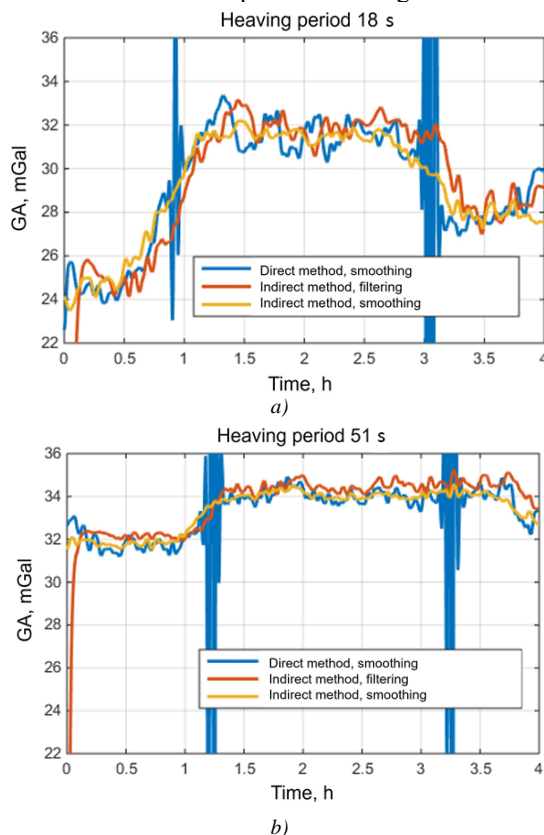 Heaving period 18 s
36
34
32
30
28
26
24
22
GA, mGal
Direct method, smoothing
Indirect method, filtering
Indirect method, smoothing
0 0.5 1 1.5 2 2.5 3 3.5 4
Time, h
a)
Heaving period 51 s
36
34
32
30
28
26
24
22
GA, mGal
Direct method, smoothing
Indirect method, filtering
Indirect method, smoothing
0 0.5 1 1.5 2 2.5 3 3.5 4
Time, h
b)